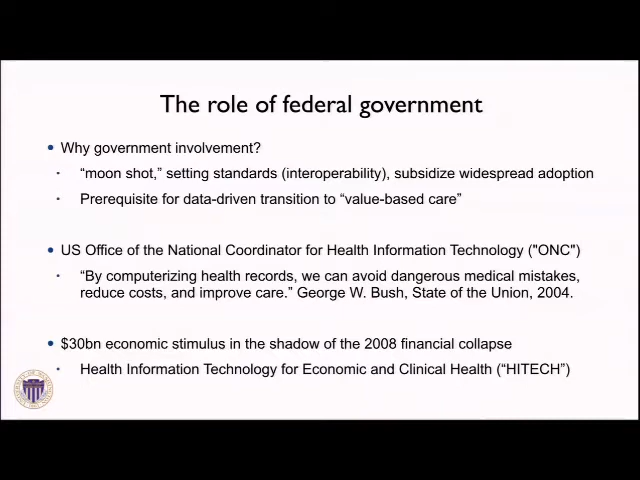 The role of federal government
• Why government involvement?
· “moon shot,” setting standards (interoperability), subsidize widespread adoption
· Prerequisite for data-driven transition to “value-based care”
• US Office of the National Coordinator for Health Information Technology ("ONC")
· “By computerizing health records, we can avoid dangerous medical mistakes,
reduce costs, and improve care.” George W. Bush, State of the Union, 2004.
• $30bn economic stimulus in the shadow of the 2008 financial collapse
· Health Information Technology for Economic and Clinical Health (“HITECH”)